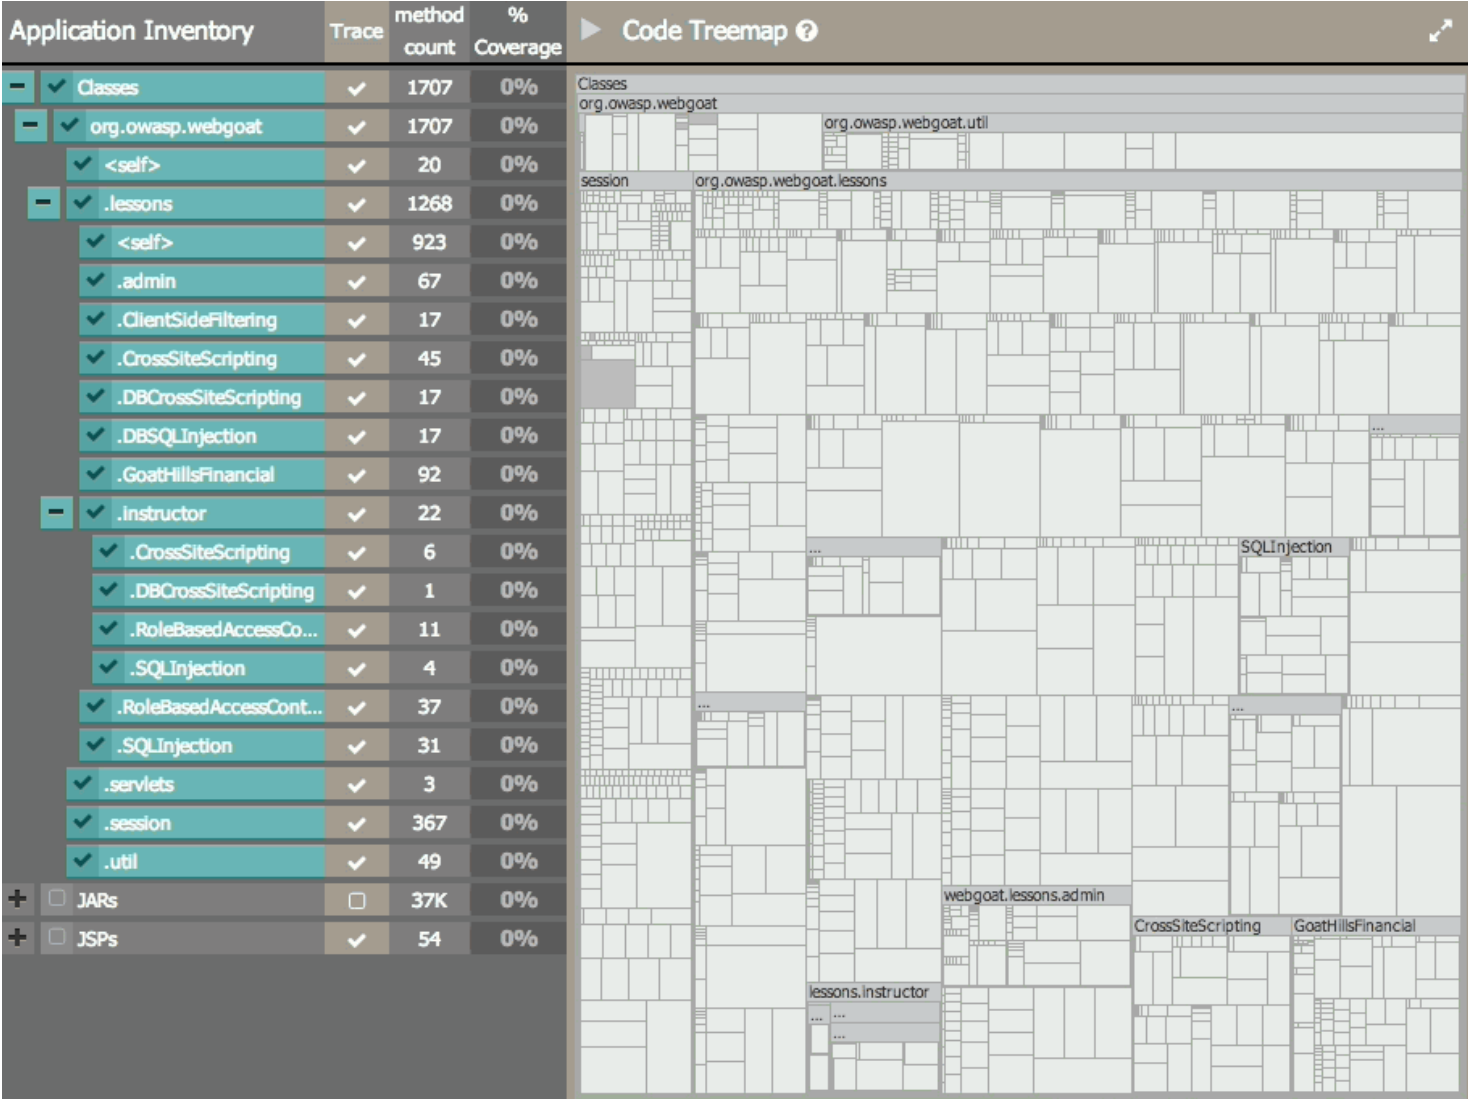 Application Inventory Trace method count % Coverage
Classes 1707 0%
org.owasp.webgoat 1707 0%
<self> 20 0%
.lessons 1268 0%
<self> 923 0%
.admin 67 0%
.ClientSideFiltering 17 0%
.CrossSiteScripting 45 0%
.DBCrossSiteScripting 17 0%
.DBSQLInjection 17 0%
.GoatHillsFinancial 92 0%
.instructor 22 0%
.CrossSiteScripting 6 0%
.DBCrossSiteScripting 1 0%
.RoleBasedAccessCo... 11 0%
.SQLInjection 4 0%
.RoleBasedAccessCont... 37 0%
.SQLInjection 31 0%
.servlets 3 0%
.session 367 0%
.util 49 0%
JARs 37K 0%
JSPs 54 0%
Code Treemap ?
Classes
org.owasp.webgoat
org.owasp.webgoat.util
session
org.owasp.webgoat.lessons
...
...
SQLInjection
...
...
webgoat.lessons.admin
CrossSiteScripting
GoatHillsFinancial
lessons.instructor
... ...
...